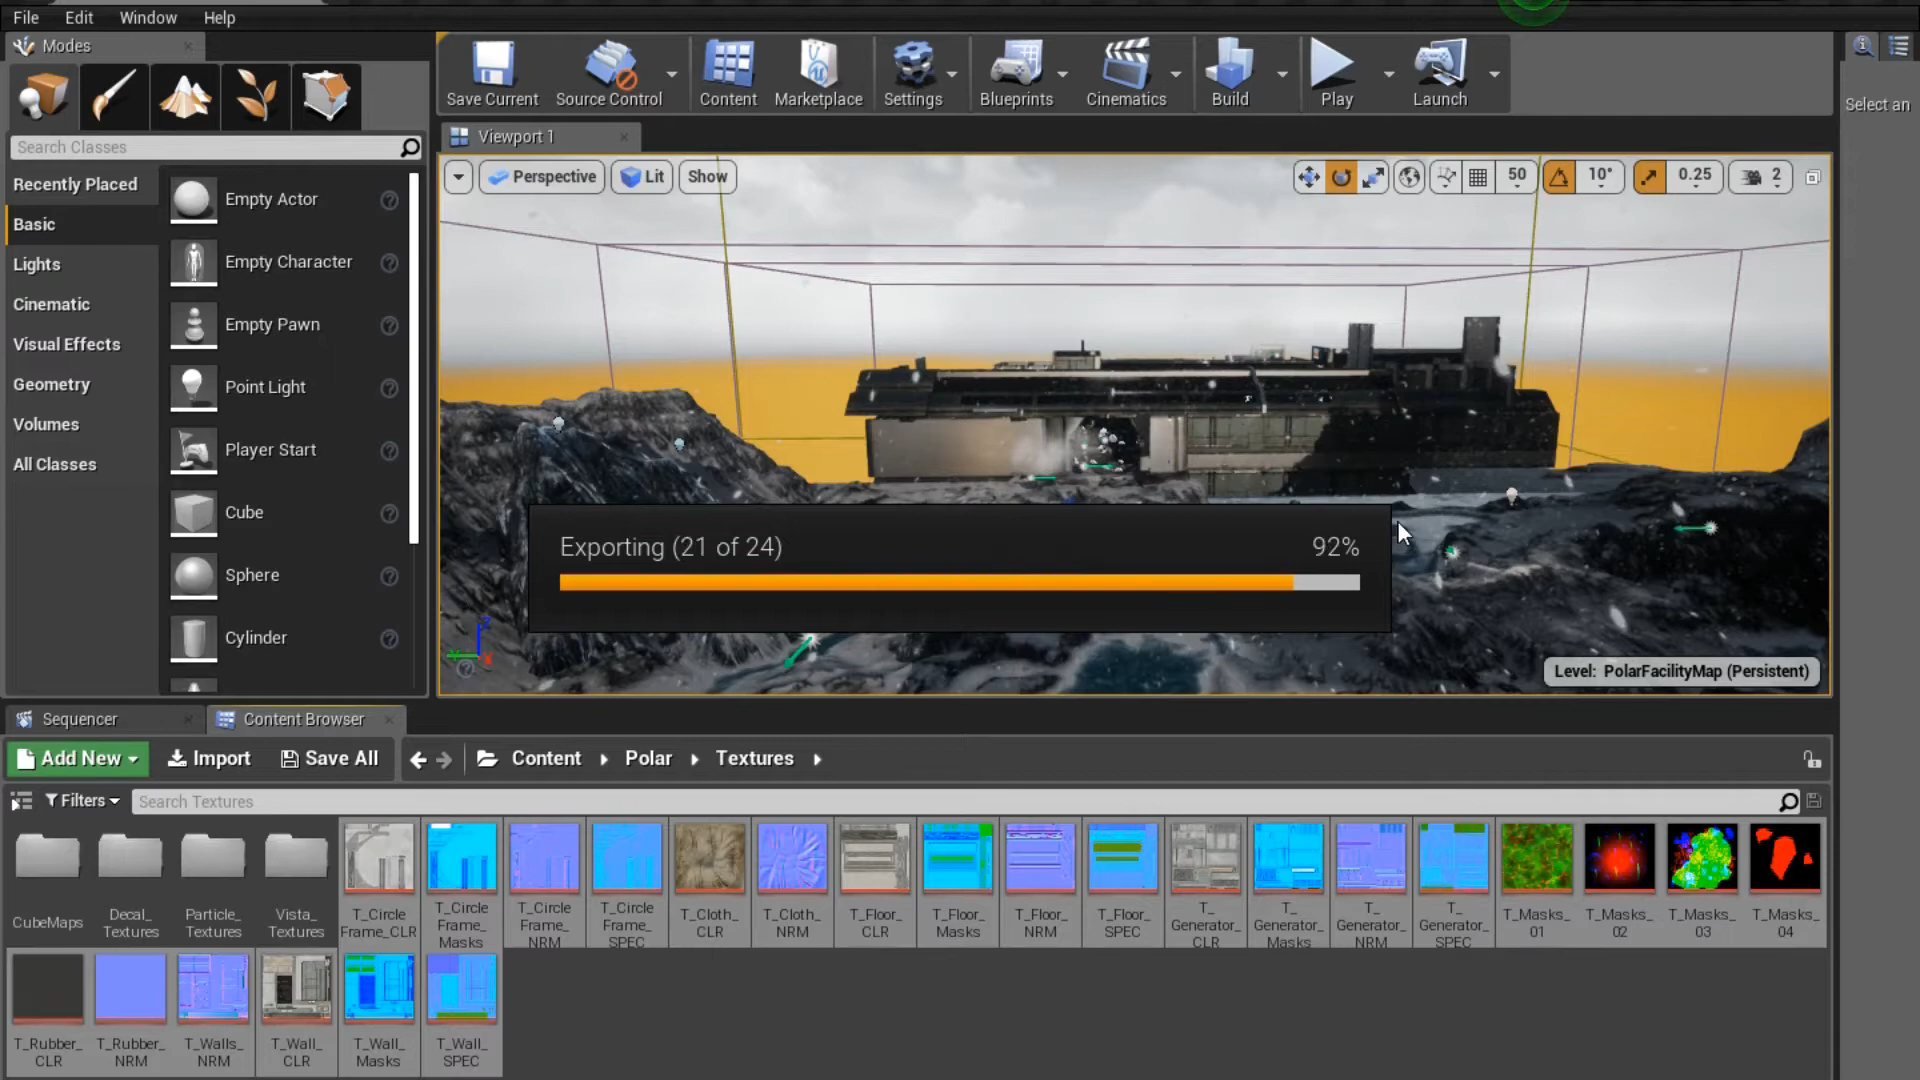 File Edit Window Help
Modes
Save Current Source Control Content Marketplace Settings Blueprints Cinematics Build Play Launch
Select an
Viewport 1
Search Classes
Perspective Lit Show 50 10° 0.25 2
Recently Placed
Basic
Lights
Cinematic
Visual Effects
Geometry
Volumes
All Classes
Empty Actor
Empty Character
Empty Pawn
Point Light
Player Start
Cube
Sphere
Cylinder
Exporting (21 of 24) 92%
Level: PolarFacilityMap (Persistent)
Sequencer Content Browser
Add New Import Save All Content Polar Textures
Filters Search Textures
CubeMaps
Decal_
Textures
Particle_
Textures
Vista_
Textures
T_Circle
Frame_CLR
T_Circle
Frame_
Masks
T_Circle
Frame_
NRM
T_Circle
Frame_
SPEC
T_Cloth_
CLR
T_Cloth_
NRM
T_Floor_
CLR
T_Floor_
Masks
T_Floor_
NRM
T_Floor_
SPEC
T_
Generator_
CLR
T_
Generator_
Masks
T_
Generator_
NRM
T_
Generator_
SPEC
T_Masks_
01
T_Masks_
02
T_Masks_
03
T_Masks_
04
T_Rubber_
CLR
T_Rubber_
NRM
T_Walls_
NRM
T_Wall_
CLR
T_Wall_
Masks
T_Wall_
SPEC